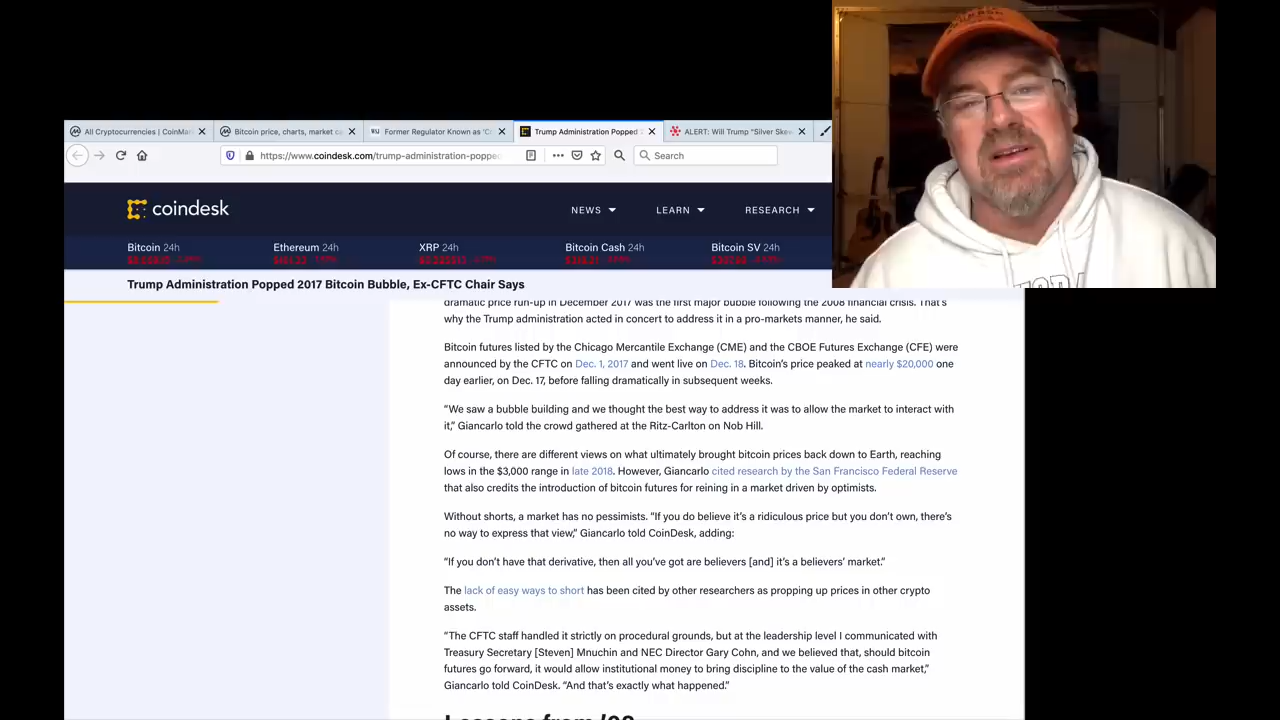 All Cryptocurrencies | CoinMar
Bitcoin price, charts, market ca
Former Regulator Known as 'C
Trump Administration Popped
ALERT: Will Trump "Silver Skew
https://www.coindesk.com/trump-administration-poppe
Search
coindesk
NEWS
LEARN
RESEARCH
Bitcoin 24h
Ethereum 24h
XRP 24h
Bitcoin Cash 24h
Bitcoin SV 24h
Trump Administration Popped 2017 Bitcoin Bubble, Ex-CFTC Chair Says
dramatic price run-up in December 2017 was the first major bubble following the 2008 financial crisis. That's
why the Trump administration acted in concert to address it in a pro-markets manner, he said.
Bitcoin futures listed by the Chicago Mercantile Exchange (CME) and the CBOE Futures Exchange (CFE) were
announced by the CFTC on Dec. 1, 2017 and went live on Dec. 18. Bitcoin's price peaked at nearly $20,000 one
day earlier, on Dec. 17, before falling dramatically in subsequent weeks.
"We saw a bubble building and we thought the best way to address it was to allow the market to interact with
it," Giancarlo told the crowd gathered at the Ritz-Carlton on Nob Hill.
Of course, there are different views on what ultimately brought bitcoin prices back down to Earth, reaching
lows in the $3,000 range in late 2018. However, Giancarlo cited research by the San Francisco Federal Reserve
that also credits the introduction of bitcoin futures for reining in a market driven by optimists.
Without shorts, a market has no pessimists. "If you do believe it's a ridiculous price but you don't own, there's
no way to express that view," Giancarlo told CoinDesk, adding:
"If you don't have that derivative, then all you've got are believers [and] it's a believers' market."
The lack of easy ways to short has been cited by other researchers as propping up prices in other crypto
assets.
"The CFTC staff handled it strictly on procedural grounds, but at the leadership level I communicated with
Treasury Secretary [Steven] Mnuchin and NEC Director Gary Cohn, and we believed that, should bitcoin
futures go forward, it would allow institutional money to bring discipline to the value of the cash market,"
Giancarlo told CoinDesk. "And that's exactly what happened."
Lessons from '08